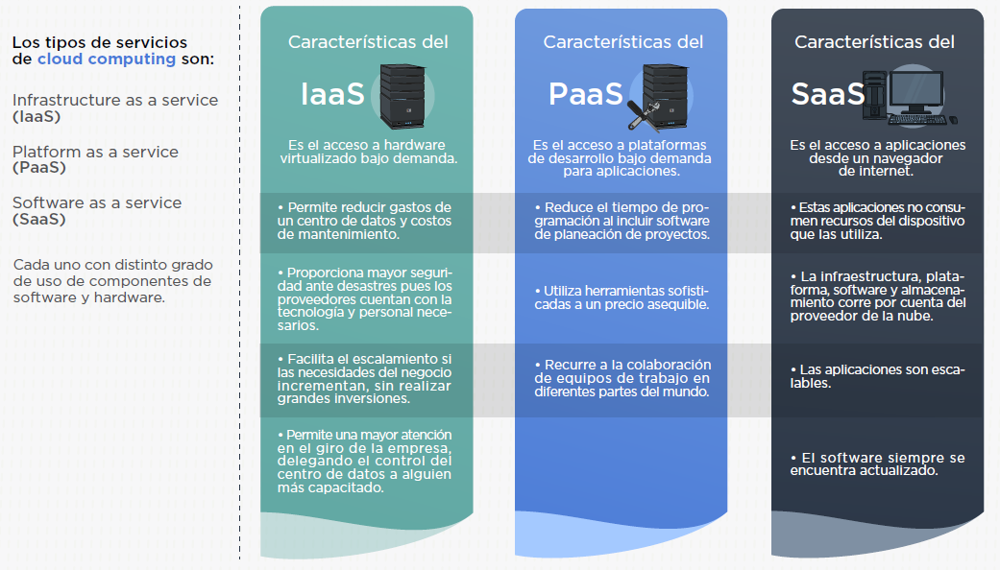 Los tipos de servicios
de cloud computing son:
Infrastructure as a service
(IaaS)
Platform as a service
(PaaS)
Software as a service
(SaaS)
Cada uno con distinto grado
de uso de componentes de
software y hardware.
Características del
IaaS
Es el acceso a hardware
virtualizado bajo demanda.
• Permite reducir gastos de
un centro de datos y costos
de mantenimiento.
• Proporciona mayor seguri-
dad ante desastres pues los
proveedores cuentan con la
tecnología y personal nece-
sarios.
• Facilita el escalamiento si
las necesidades del negocio
incrementan, sin realizar
grandes inversiones.
• Permite una mayor atención
en el giro de la empresa,
delegando el control del
centro de datos a alguien
más capacitado.
Características del
PaaS
Es el acceso a plataformas
de desarrollo bajo demanda
para aplicaciones.
• Reduce el tiempo de pro-
gramación al incluir software
de planeación de proyectos.
• Utiliza herramientas sofisti-
cadas a un precio asequible.
• Recurre a la colaboración
de equipos de trabajo en
diferentes partes del mundo.
Características del
SaaS
Es el acceso a aplicaciones
desde un navegador
de internet.
• Estas aplicaciones no consu-
men recursos del dispositivo
que las utiliza.
• La infraestructura, plata-
forma, software y almacena-
miento corre por cuenta del
proveedor de la nube.
• Las aplicaciones son esca-
lables.
• El software siempre se
encuentra actualizado.